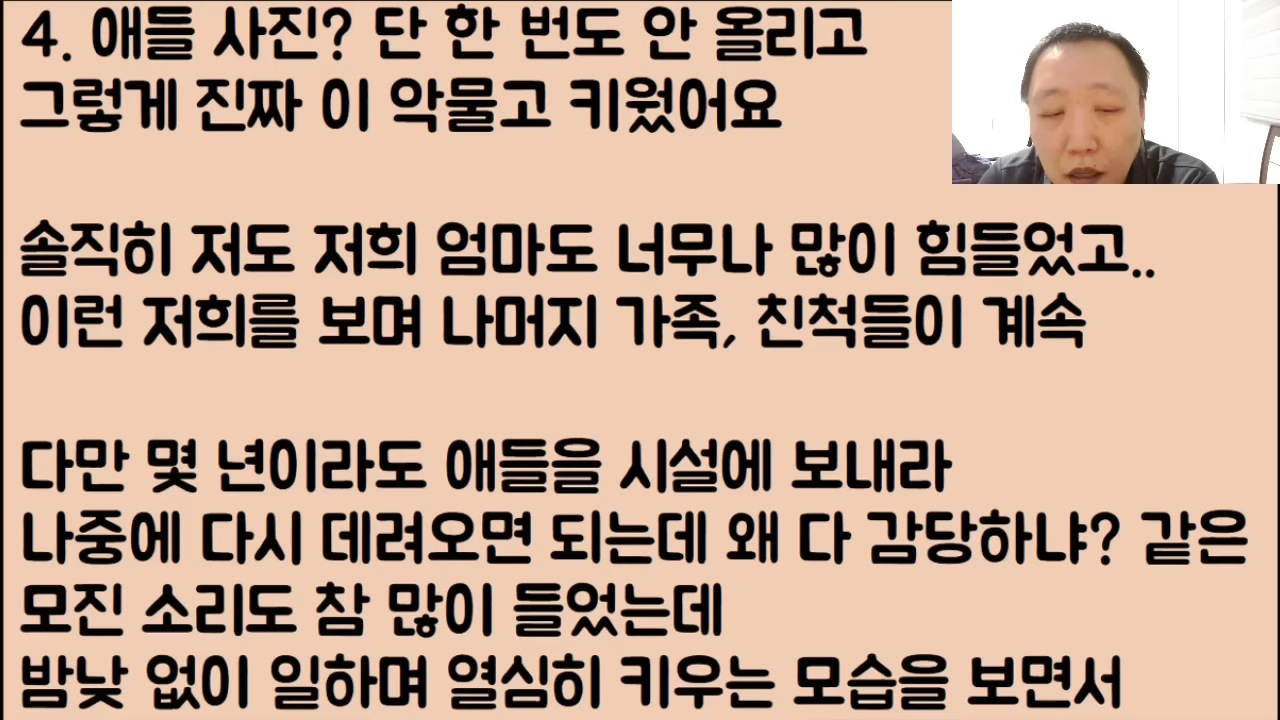 4. 애들 사진? 단 한 번도 안 올리고
그렇게 진짜 이 악물고 키웠어요
솔직히 저도 저희 엄마도 너무나 많이 힘들었고..
이런 저희를 보며 나머지 가족, 친척들이 계속
다만 몇 년이라도 애들을 시설에 보내라
나중에 다시 데려오면 되는데 왜 다 감당하냐? 같은
모진 소리도 참 많이 들었는데
밤낮 없이 일하며 열심히 키우는 모습을 보면서